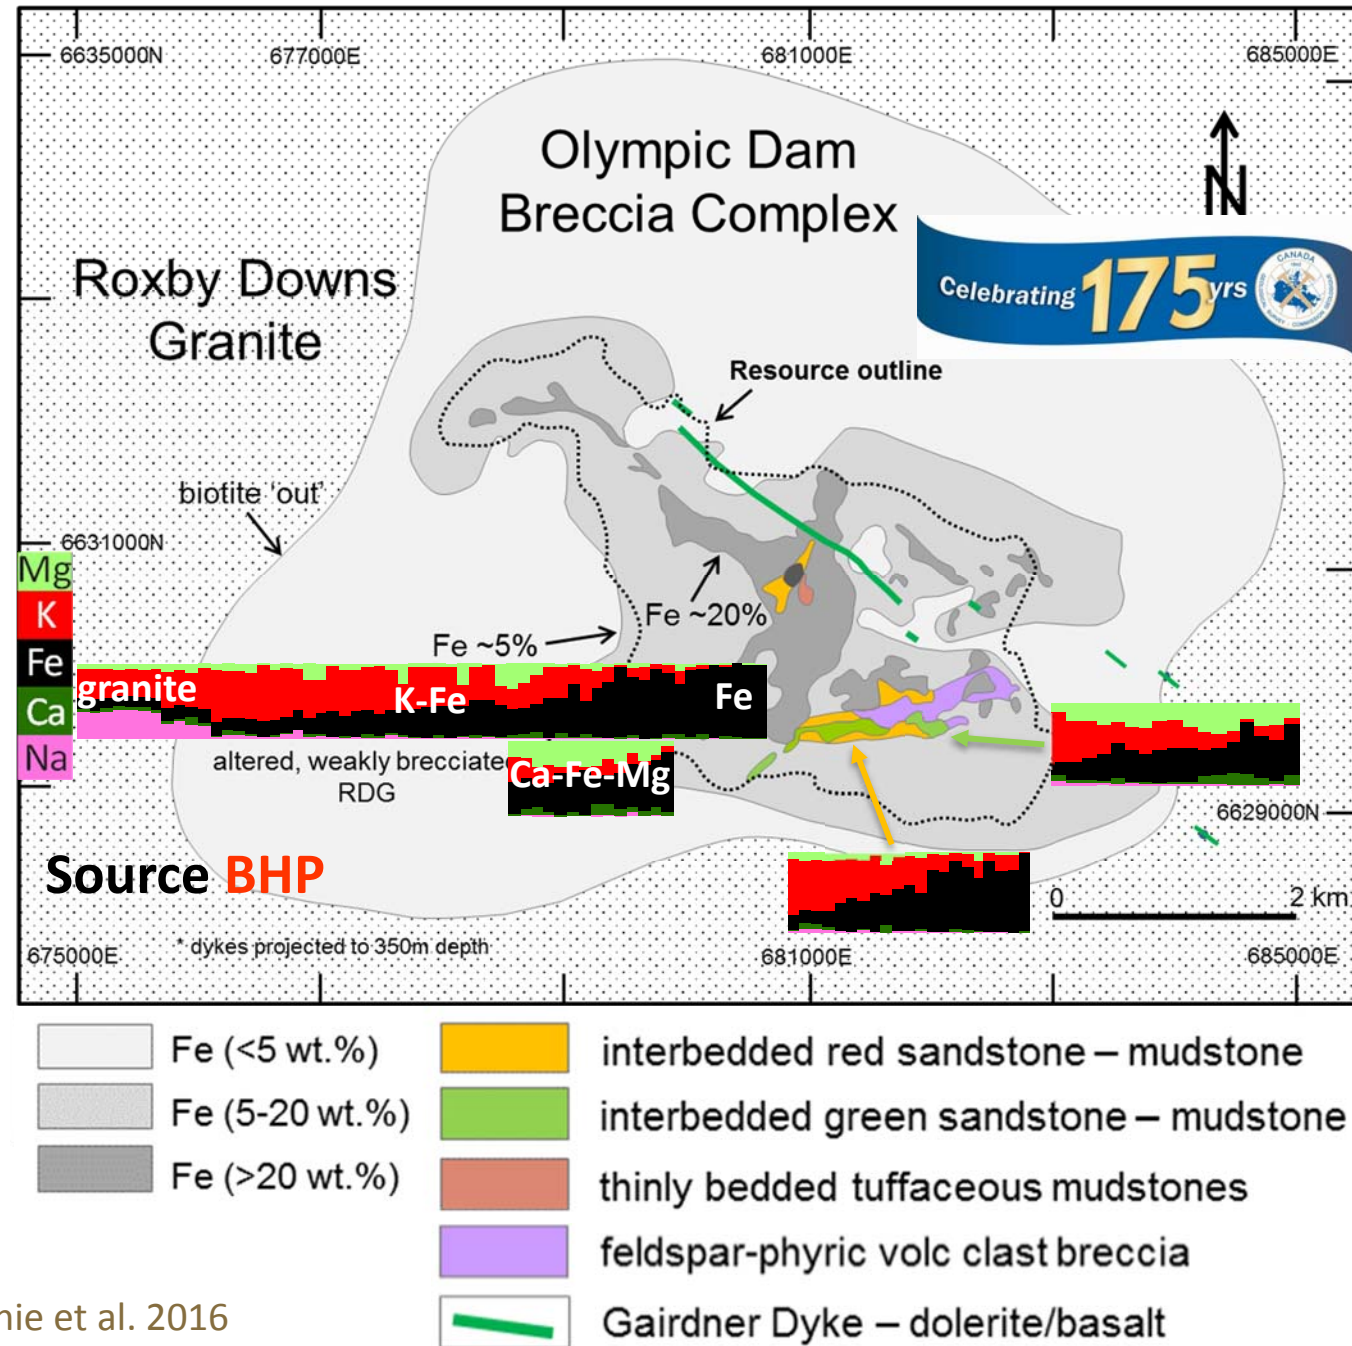 6635000N
677000E
681000E
685000E
Olympic Dam
Breccia Complex
N
Celebrating 175 yrs
CANADA
Roxby Downs
Granite
Resource outline
biotite 'out'
6631000N
Mg
K
Fe
Ca
Na
Fe ~20%
Fe ~5%
granite
K-Fe
Fe
altered, weakly brecciate
RDG
Ca-Fe-Mg
6629000N
Source BHP
0
2 km
* dykes projected to 350m depth
675000E
681000E
685000E
Fe (<5 wt.%)
Fe (5-20 wt.%)
Fe (>20 wt.%)
interbedded red sandstone – mudstone
interbedded green sandstone – mudstone
thinly bedded tuffaceous mudstones
feldspar-phyric volc clast breccia
Gairdner Dyke – dolerite/basalt
nie et al. 2016